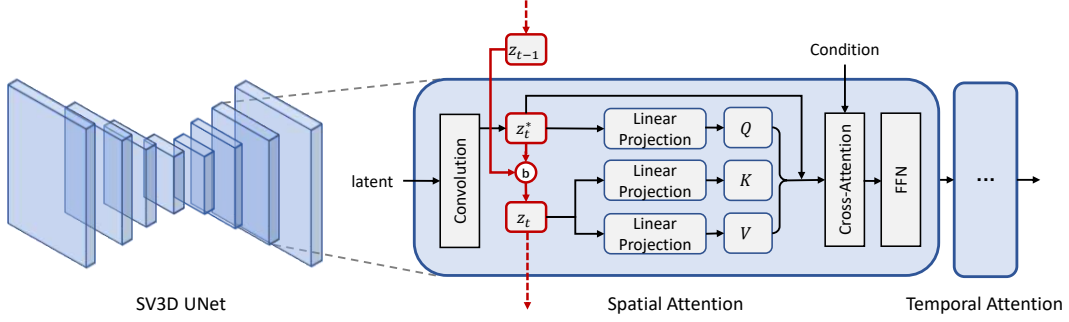 z_{t−1}
Condition
latent
Convolution
z_t^*
b
z_t
Linear
Projection
Q
Linear
Projection
K
Linear
Projection
V
Cross-Attention
FFN
...
SV3D UNet
Spatial Attention
Temporal Attention